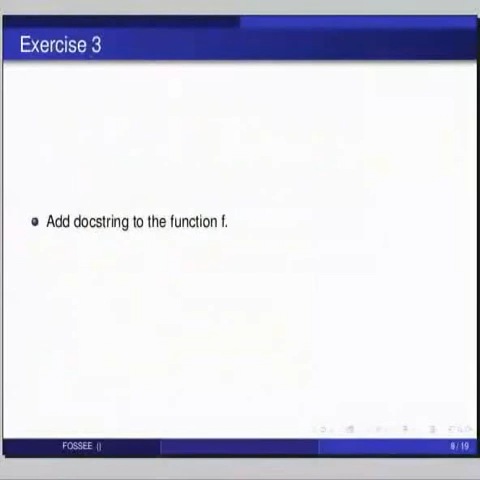 Exercise 3
Add docstring to the function f.
FOSSEE ()
8 / 19